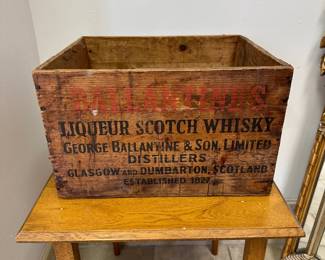 BALLANTINE'S
LIQUEUR SCOTCH WHISKY
GEORGE BALLANTINE & SON, LIMITED
DISTILLERS
GLASGOW AND DUMBARTON, SCOTLAND
ESTABLISHED 1827